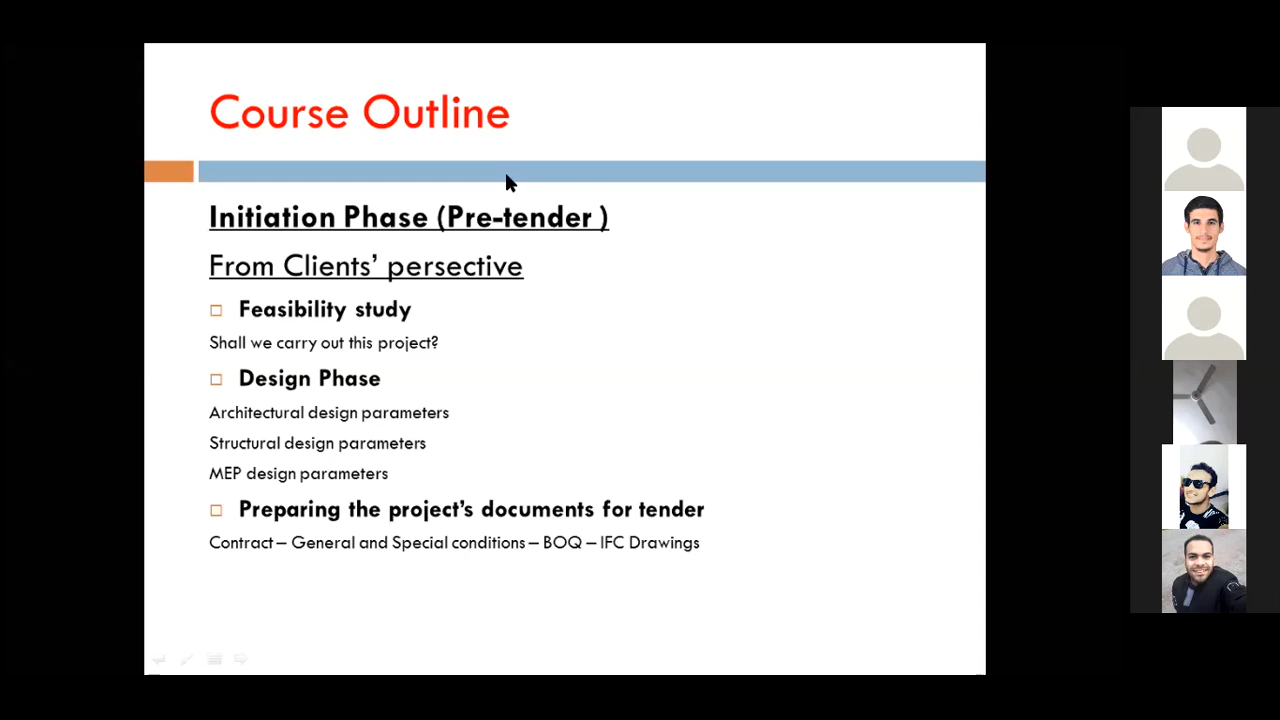 Course Outline
Initiation Phase (Pre-tender )
From Clients’ persective
Feasibility study
Shall we carry out this project?
Design Phase
Architectural design parameters
Structural design parameters
MEP design parameters
Preparing the project’s documents for tender
Contract – General and Special conditions – BOQ – IFC Drawings